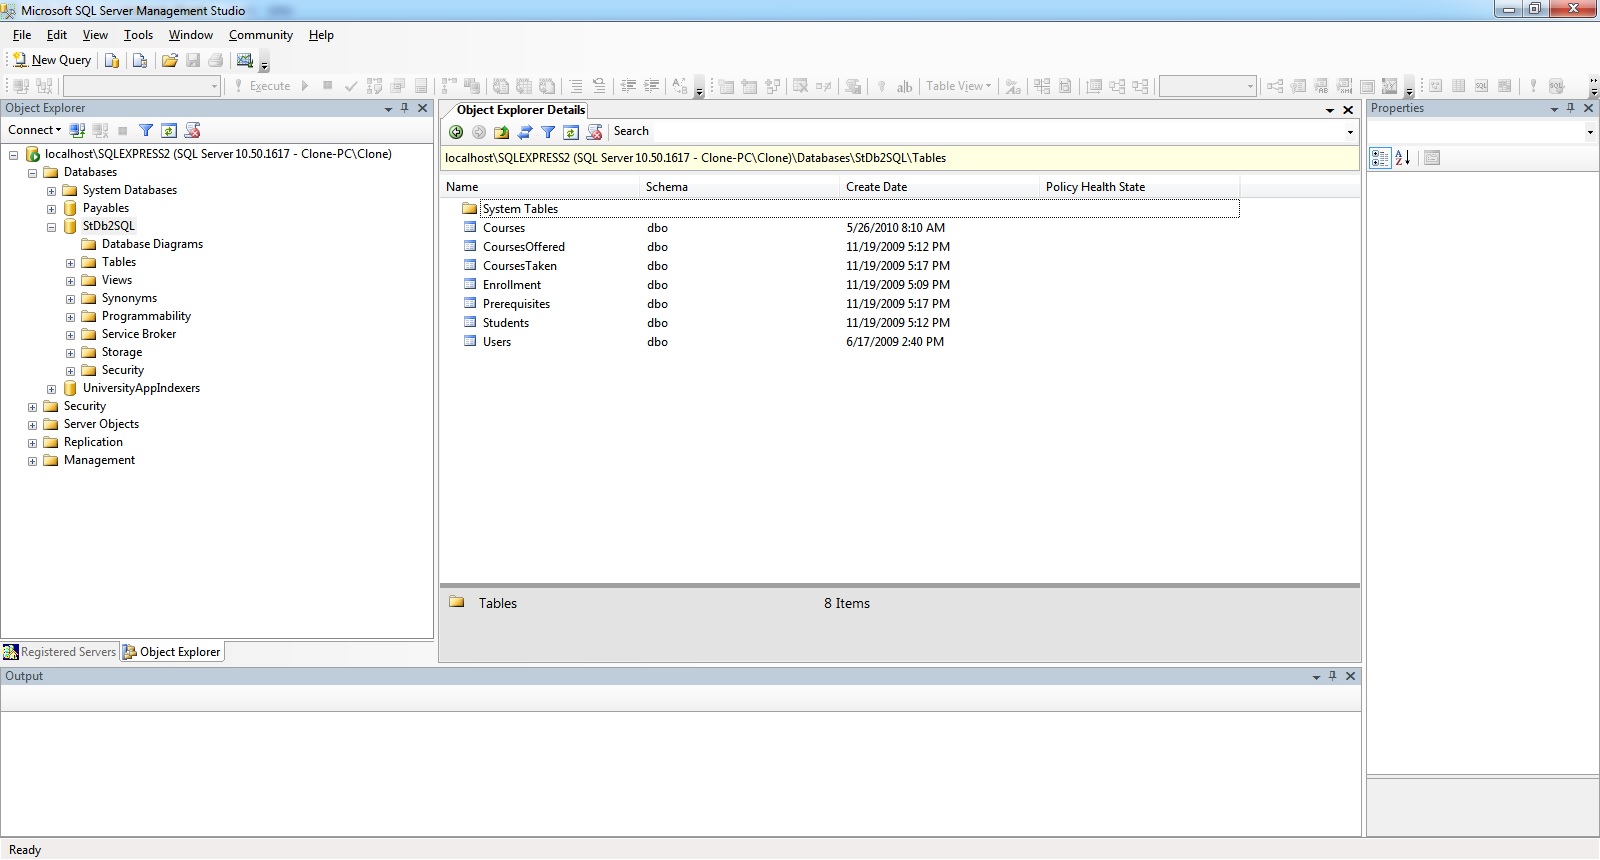 Microsoft SQL Server Management Studio
File Edit View Tools Window Community Help
New Query
Execute
Table View
Object Explorer
Connect
localhost\SQLEXPRESS2 (SQL Server 10.50.1617 - Clone-PC\Clone)
Databases
System Databases
Payables
StDb2SQL
Database Diagrams
Tables
Views
Synonyms
Programmability
Service Broker
Storage
Security
UniversityAppIndexers
Security
Server Objects
Replication
Management
Registered Servers Object Explorer
Object Explorer Details
Search
localhost\SQLEXPRESS2 (SQL Server 10.50.1617 - Clone-PC\Clone)\Databases\StDb2SQL\Tables
Name Schema Create Date Policy Health State
System Tables
Courses dbo 5/26/2010 8:10 AM
CoursesOffered dbo 11/19/2009 5:12 PM
CoursesTaken dbo 11/19/2009 5:17 PM
Enrollment dbo 11/19/2009 5:09 PM
Prerequisites dbo 11/19/2009 5:17 PM
Students dbo 11/19/2009 5:12 PM
Users dbo 6/17/2009 2:40 PM
Tables 8 Items
Properties
Output
Ready